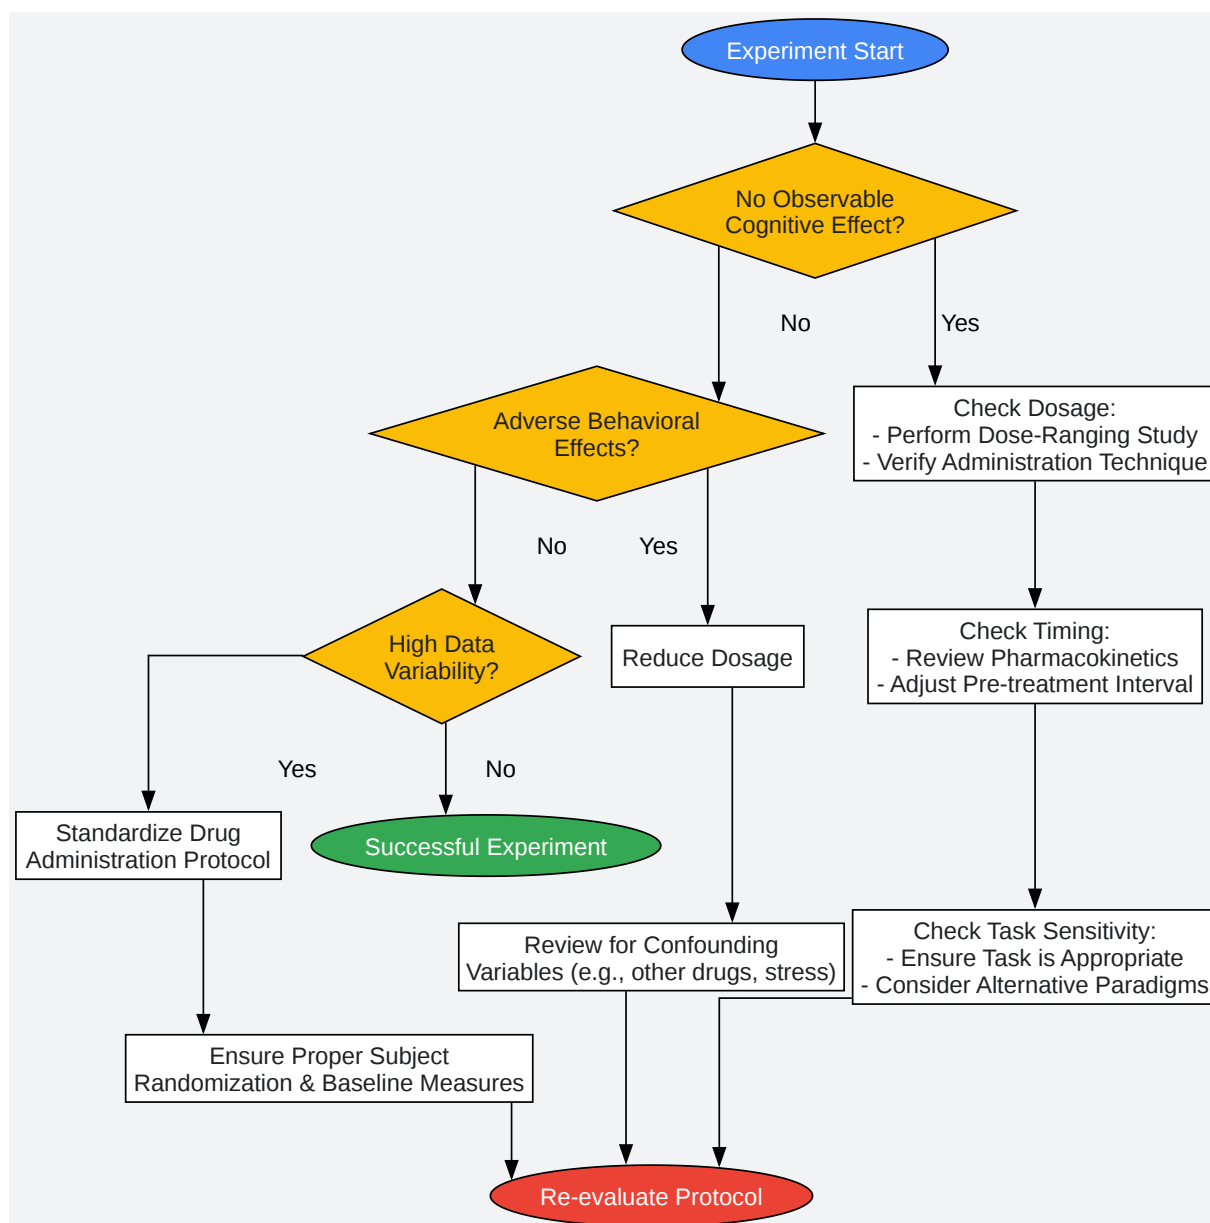 Experiment Start
No Observable
Cognitive Effect?
No
Yes
Adverse Behavioral
Effects?
Check Dosage:
- Perform Dose-Ranging Study
- Verify Administration Technique
No
Yes
High Data
Variability?
Reduce Dosage
Check Timing:
- Review Pharmacokinetics
- Adjust Pre-treatment Interval
Yes
No
Standardize Drug
Administration Protocol
Successful Experiment
Review for Confounding
Variables (e.g., other drugs, stress)
Check Task Sensitivity:
- Ensure Task is Appropriate
- Consider Alternative Paradigms
Ensure Proper Subject
Randomization & Baseline Measures
Re-evaluate Protocol